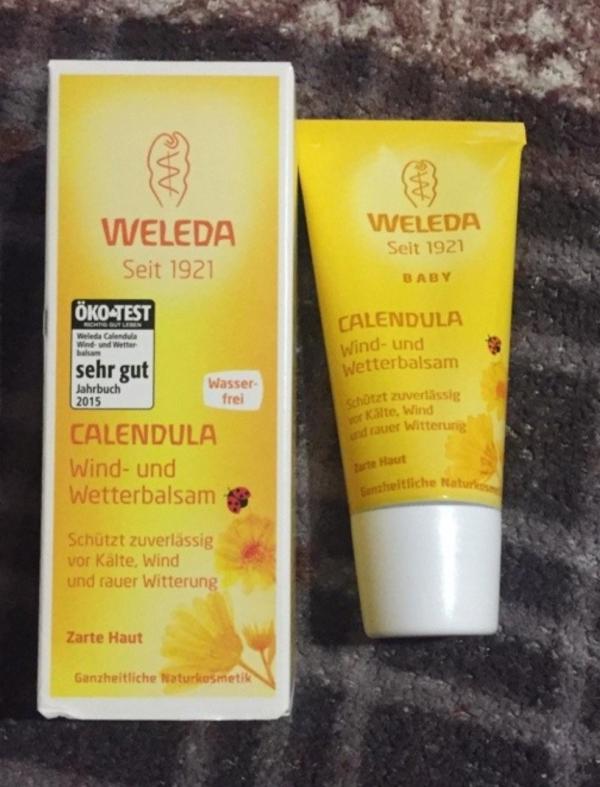 WELEDA
Seit 1921
ÖKO-TEST
RICHTIG GUT LEBEN
Weleda Calendula
Wind- und Wetter-
balsam
sehr gut
Jahrbuch
2015
Wasser-
frei
CALENDULA
Wind- und
Wetterbalsam
Schützt zuverlässig
vor Kälte, Wind
und rauer Witterung
Zarte Haut
Ganzheitliche Naturkosmetik
WELEDA
Seit 1921
BABY
CALENDULA
Wind- und
Wetterbalsam
Schützt zuverlässig
vor Kälte, Wind
und rauer Witterung
Zarte Haut
Ganzheitliche Naturkosmet